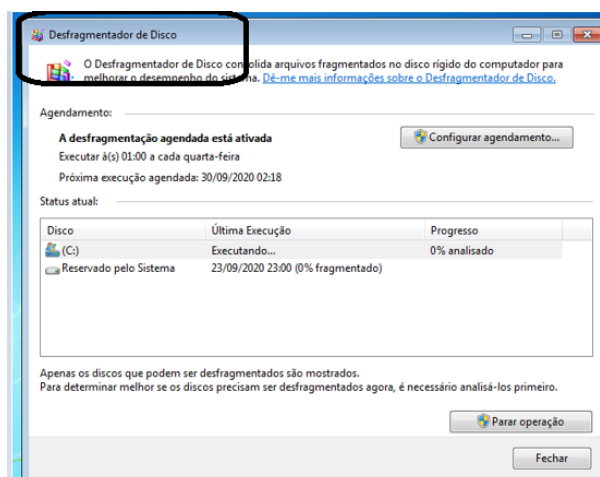 Desfragmentador de Disco
O Desfragmentador de Disco consolida arquivos fragmentados no disco rígido do computador para
melhorar o desempenho do sistema. Dê-me mais informações sobre o Desfragmentador de Disco.
Agendamento:
A desfragmentação agendada está ativada
Configurar agendamento...
Executar à(s) 01:00 a cada quarta-feira
Próxima execução agendada: 30/09/2020 02:18
Status atual:
Disco Última Execução Progresso
(C:) Executando... 0% analisado
Reservado pelo Sistema 23/09/2020 23:00 (0% fragmentado)
Apenas os discos que podem ser desfragmentados são mostrados.
Para determinar melhor se os discos precisam ser desfragmentados agora, é necessário analisá-los primeiro.
Parar operação
Fechar